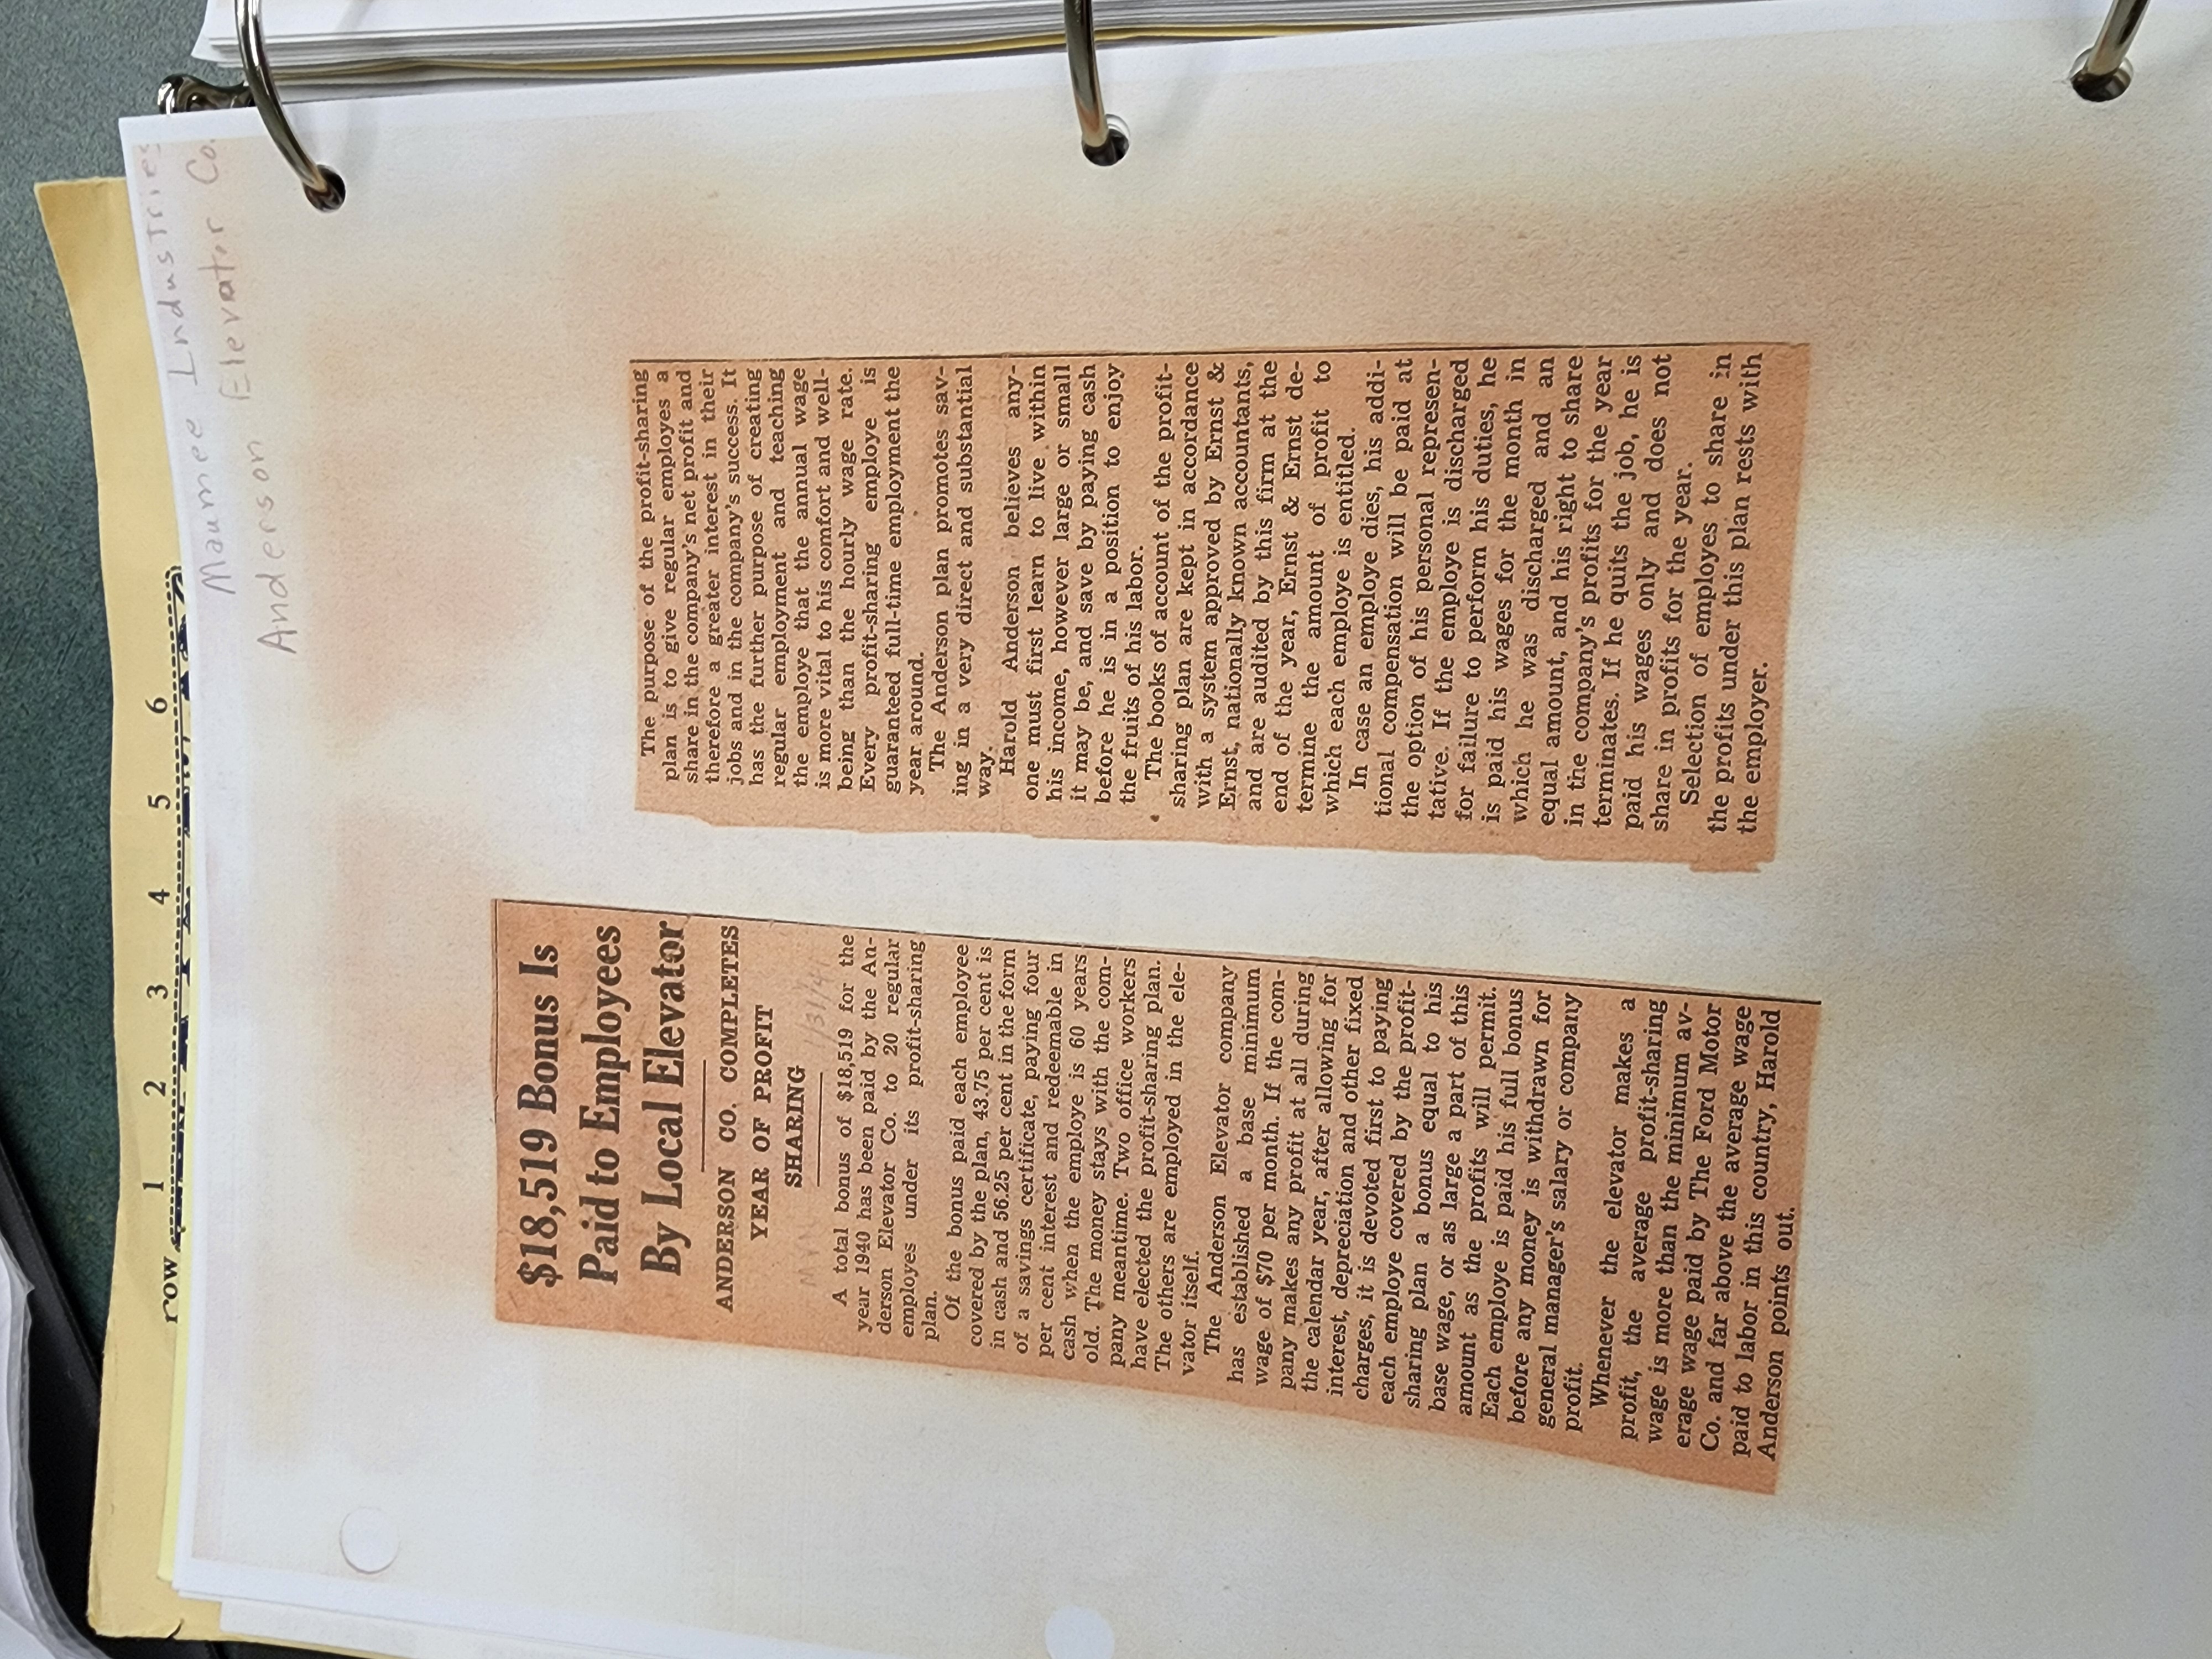 Maumee Industries
Anderson Elevator Co.
row 1 2 3 4 5 6
$18,519 Bonus Is
Paid to Employees
By Local Elevator
ANDERSON CO. COMPLETES
YEAR OF PROFIT
SHARING
A total bonus of $18,519 for the
year 1940 has been paid by the An-
derson Elevator Co. to 20 regular
employes under its profit-sharing
plan.
Of the bonus paid each employee
covered by the plan, 43.75 per cent is
in cash and 56.25 per cent in the form
of a savings certificate, paying four
per cent interest and redeemable in
cash when the employe is 60 years
old. The money stays with the com-
pany meantime. Two office workers
have elected the profit-sharing plan.
The others are employed in the ele-
vator itself.
The Anderson Elevator company
has established a base minimum
wage of $70 per month. If the com-
pany makes any profit at all during
the calendar year, after allowing for
interest, depreciation and other fixed
charges, it is devoted first to paying
each employe covered by the profit-
sharing plan a bonus equal to his
base wage, or as large a part of this
amount as the profits will permit.
Each employe is paid his full bonus
before any money is withdrawn for
general manager's salary or company
profit.
Whenever the elevator makes a
profit, the average profit-sharing
wage is more than the minimum av-
erage wage paid by The Ford Motor
Co. and far above the average wage
paid to labor in this country, Harold
Anderson points out.
The purpose of the profit-sharing
plan is to give regular employes a
share in the company's net profit and
therefore a greater interest in their
jobs and in the company's success. It
has the further purpose of creating
regular employment and teaching
the employe that the annual wage
is more vital to his comfort and well-
being than the hourly wage rate.
Every profit-sharing employe is
guaranteed full-time employment the
year around.
The Anderson plan promotes sav-
ing in a very direct and substantial
way.
Harold Anderson believes any-
one must first learn to live within
his income, however large or small
it may be, and save by paying cash
before he is in a position to enjoy
the fruits of his labor.
The books of account of the profit-
sharing plan are kept in accordance
with a system approved by Ernst &
Ernst, nationally known accountants,
and are audited by this firm at the
end of the year, Ernst & Ernst de-
termine the amount of profit to
which each employe is entitled.
In case an employe dies, his addi-
tional compensation will be paid at
the option of his personal represen-
tative. If the employe is discharged
for failure to perform his duties, he
is paid his wages for the month in
which he was discharged and an
equal amount, and his right to share
in the company's profits for the year
terminates. If he quits the job, he is
paid his wages only and does not
share in profits for the year.
Selection of employes to share in
the profits under this plan rests with
the employer.